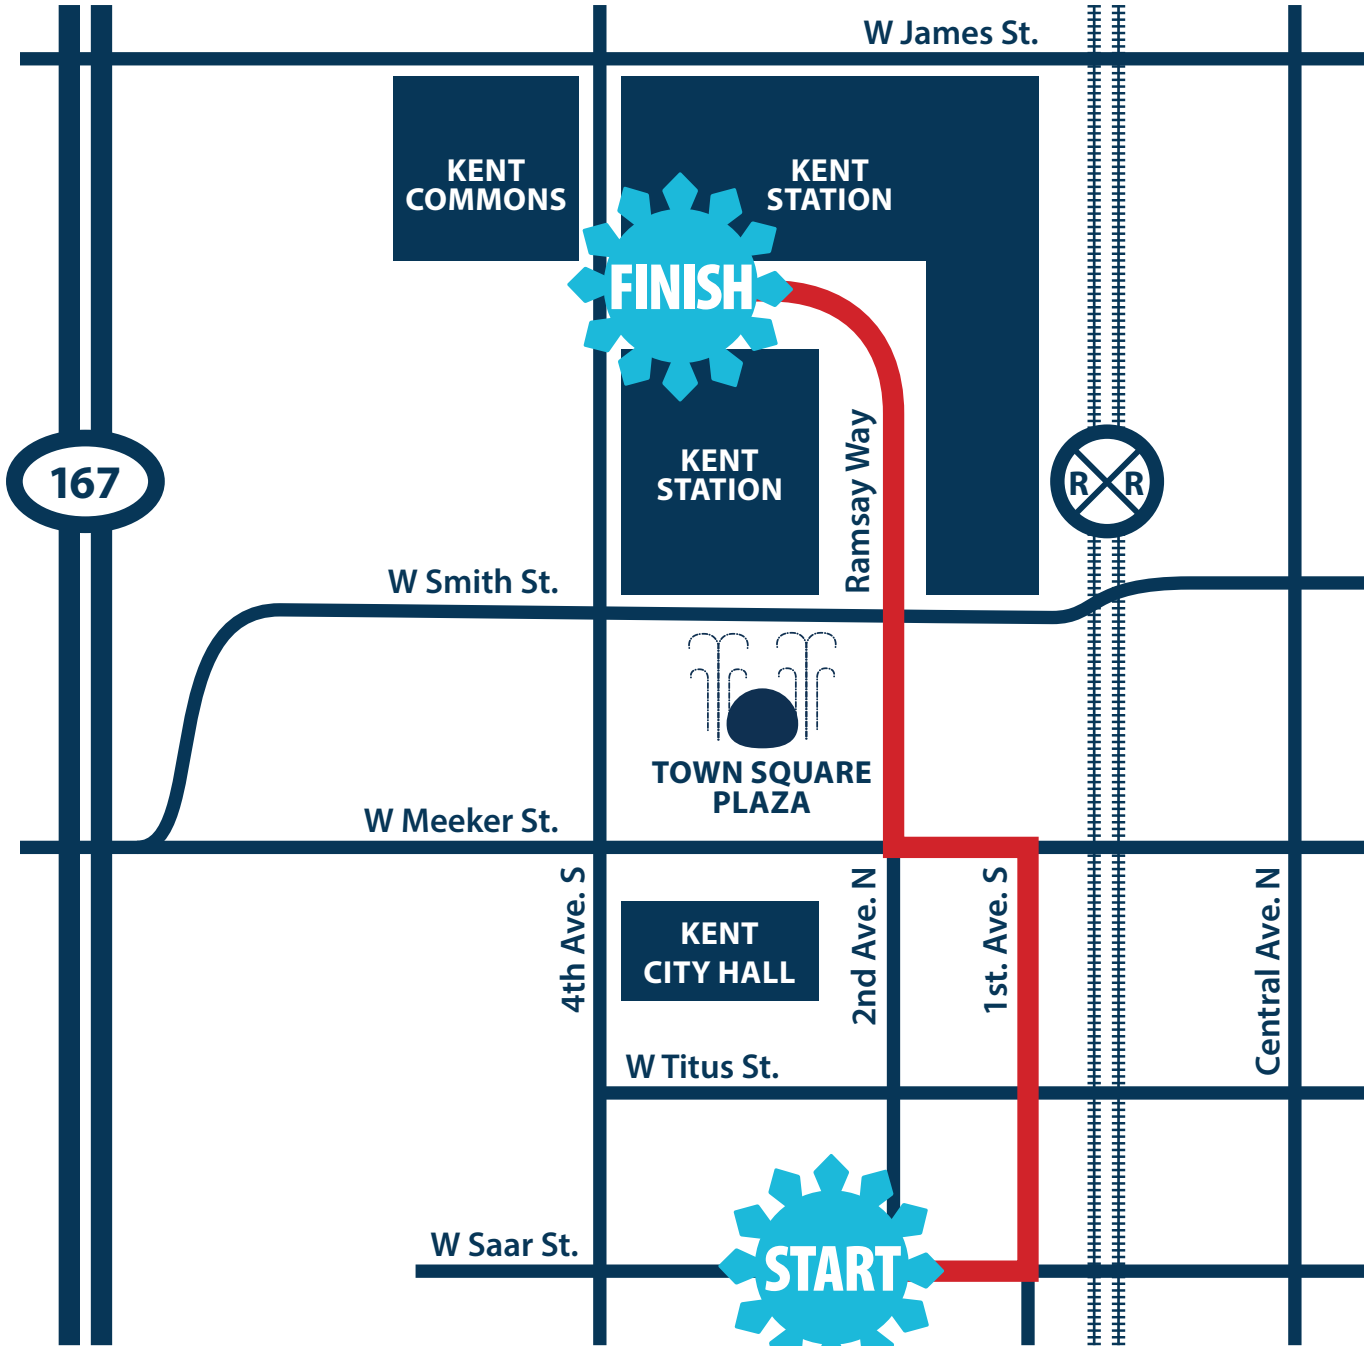 W James St.
KENT
COMMONS
KENT
STATION
FINISH
Ramsay Way
KENT
STATION
167
R R
W Smith St.
TOWN SQUARE
PLAZA
W Meeker St.
4th Ave. S
KENT
CITY HALL
2nd Ave. N
1st. Ave. S
Central Ave. N
W Titus St.
W Saar St.
START